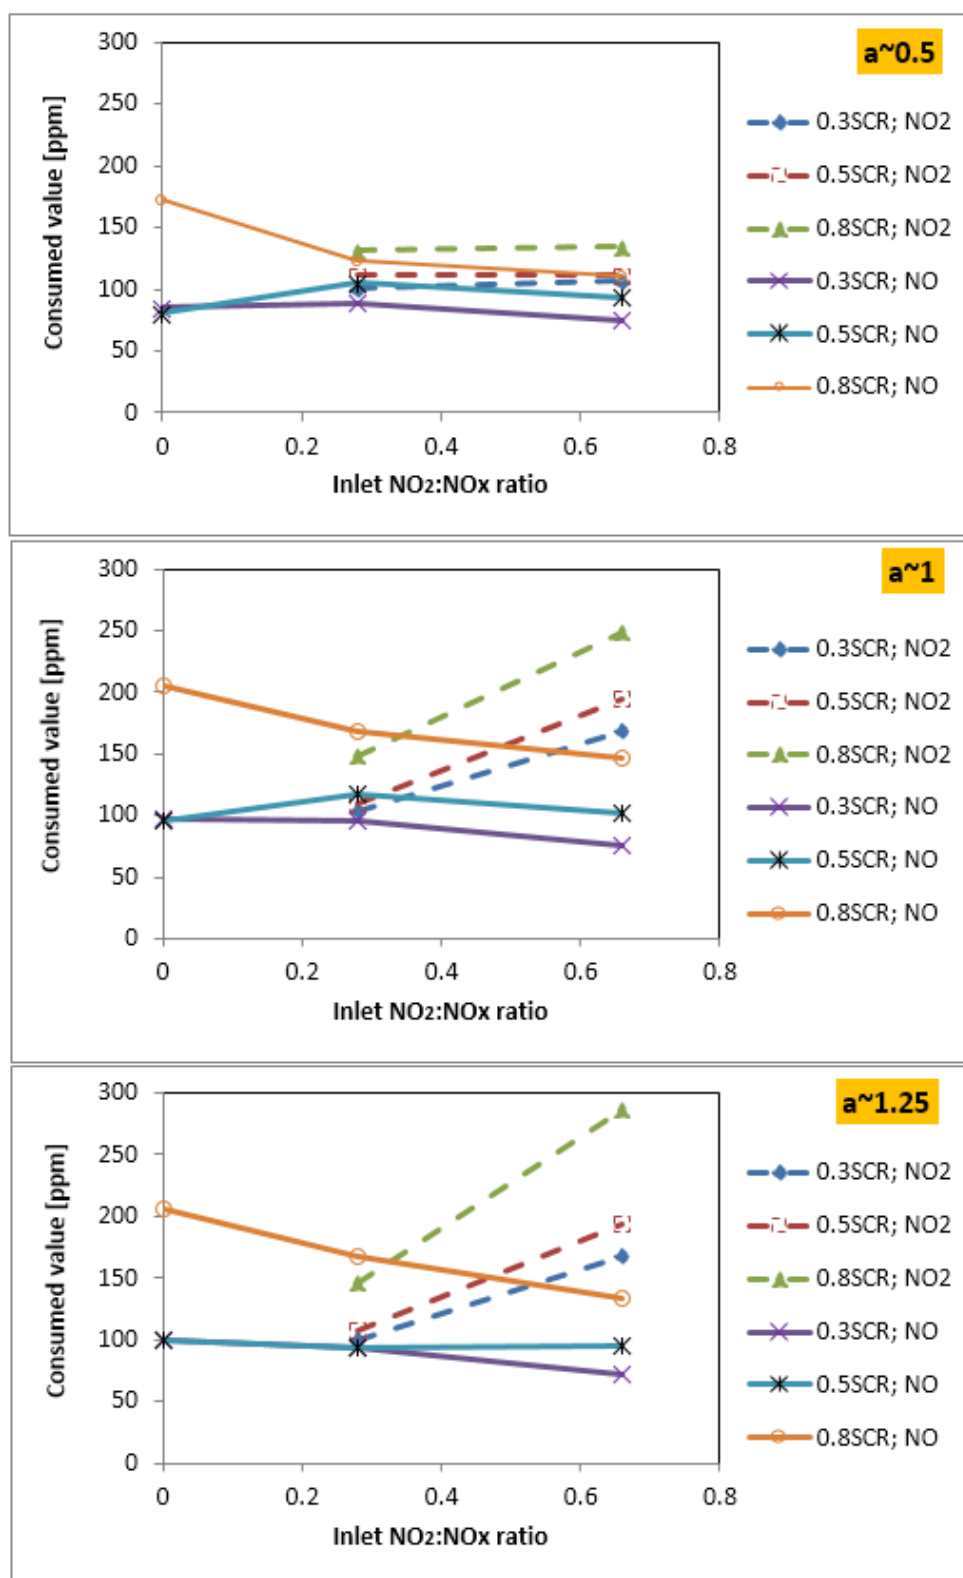 a~0.5
300
250
200
150
100
50
0
Consumed value [ppm]
0 0.2 0.4 0.6 0.8
Inlet NO2:NOx ratio
0.3SCR; NO2
0.5SCR; NO2
0.8SCR; NO2
0.3SCR; NO
0.5SCR; NO
0.8SCR; NO
a~1
300
250
200
150
100
50
0
Consumed value [ppm]
0 0.2 0.4 0.6 0.8
Inlet NO2:NOx ratio
0.3SCR; NO2
0.5SCR; NO2
0.8SCR; NO2
0.3SCR; NO
0.5SCR; NO
0.8SCR; NO
a~1.25
300
250
200
150
100
50
0
Consumed value [ppm]
0 0.2 0.4 0.6 0.8
Inlet NO2:NOx ratio
0.3SCR; NO2
0.5SCR; NO2
0.8SCR; NO2
0.3SCR; NO
0.5SCR; NO
0.8SCR; NO